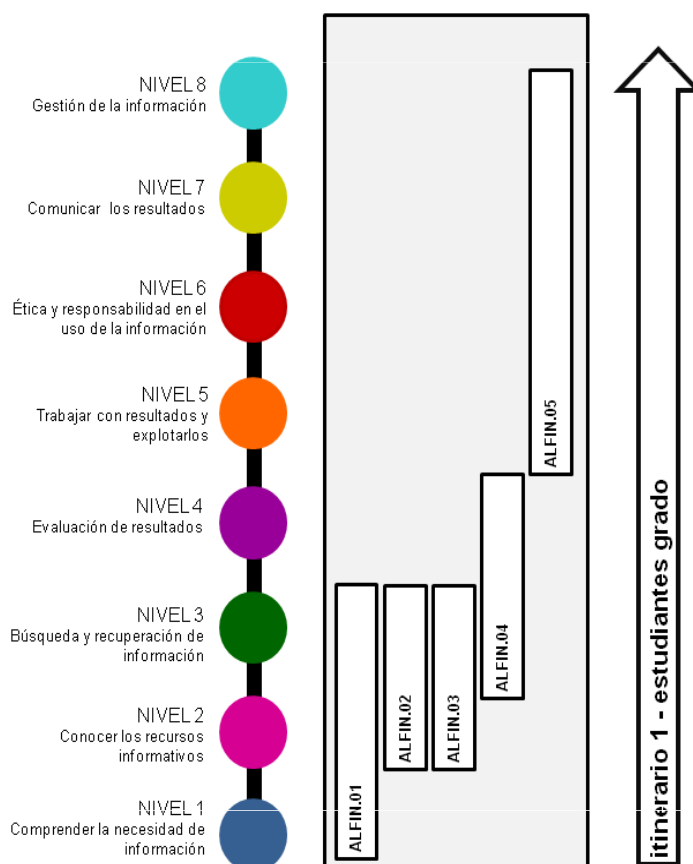 NIVEL 8
Gestión de la información
NIVEL 7
Comunicar los resultados
NIVEL 6
Ética y responsabilidad en el
uso de la información
NIVEL 5
Trabajar con resultados y
explotarlos
NIVEL 4
Evaluación de resultados
NIVEL 3
Búsqueda y recuperación de
información
NIVEL 2
Conocer los recursos
informativos
NIVEL 1
Comprender la necesidad de
información
ALFIN.01
ALFIN.02
ALFIN.03
ALFIN.04
ALFIN.05
itinerario 1 - estudiantes grado